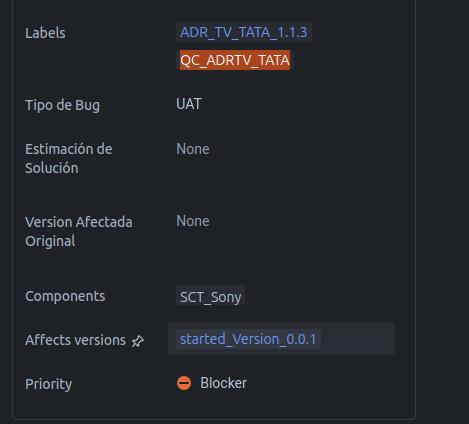 Labels
ADR_TV_TATA_1.1.3
QC_ADRTV_TATA
Tipo de Bug
UAT
Estimación de
Solución
None
Version Afectada
Original
None
Components
SCT_Sony
Affects versions
started_Version_0.0.1
Priority
Blocker